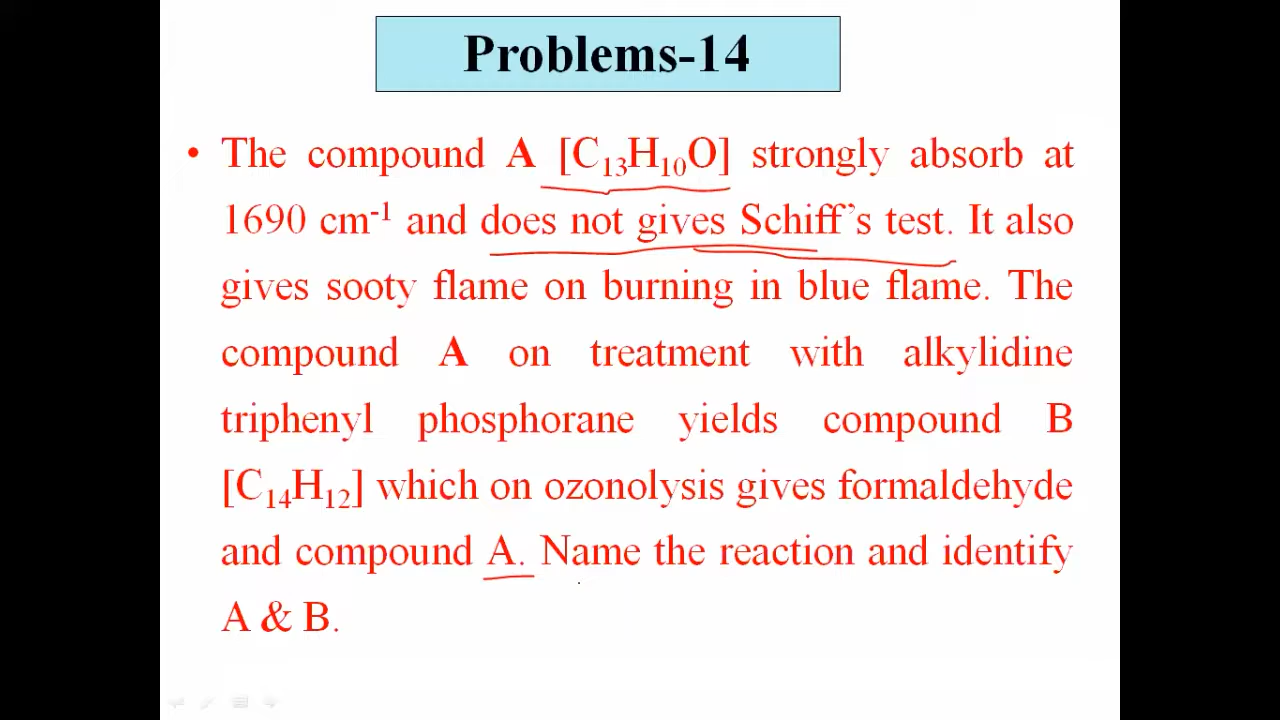 Problems-14
• The compound A [C₁₃H₁₀O] strongly absorb at
1690 cm⁻¹ and does not gives Schiff’s test. It also
gives sooty flame on burning in blue flame. The
compound A on treatment with alkylidine
triphenyl phosphorane yields compound B
[C₁₄H₁₂] which on ozonolysis gives formaldehyde
and compound A. Name the reaction and identify
A & B.